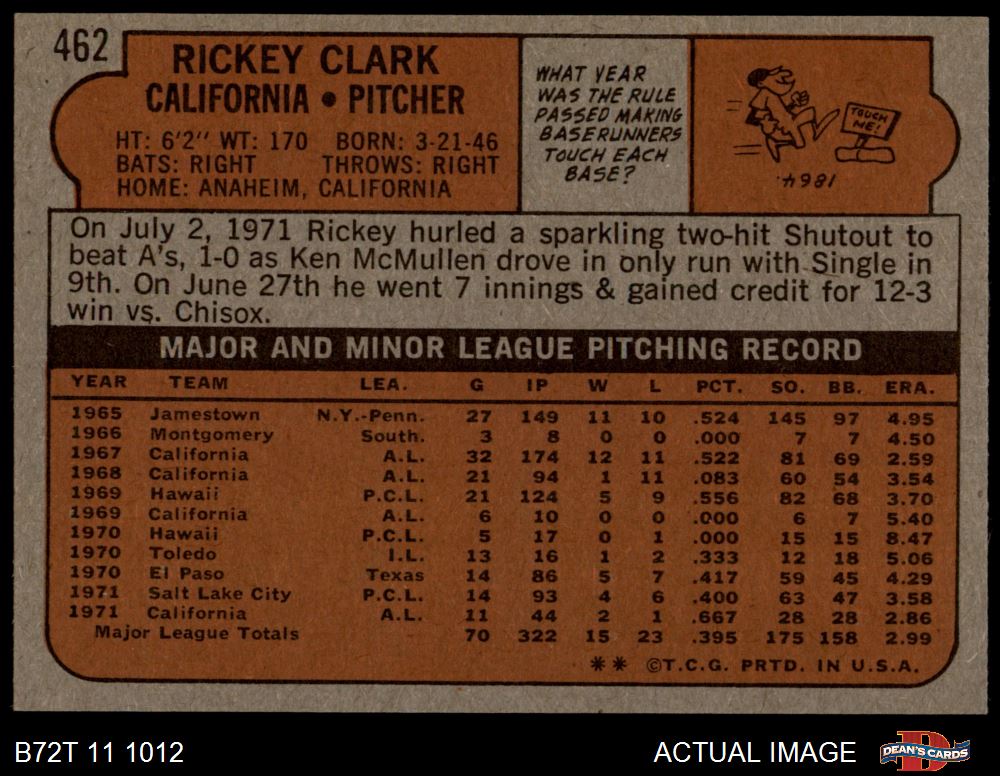 462
RICKEY CLARK
CALIFORNIA • PITCHER
HT: 6'2" WT: 170 BORN: 3-21-46
BATS: RIGHT THROWS: RIGHT
HOME: ANAHEIM, CALIFORNIA
WHAT YEAR
WAS THE RULE
PASSED MAKING
BASERUNNERS
TOUCH EACH
BASE?
TOUCH
ME!
1864.
On July 2, 1971 Rickey hurled a sparkling two-hit Shutout to
beat A's, 1-0 as Ken McMullen drove in only run with Single in
9th. On June 27th he went 7 innings & gained credit for 12-3
win vs. Chisox.
MAJOR AND MINOR LEAGUE PITCHING RECORD
YEAR TEAM LEA. G IP W L PCT. SO. BB. ERA.
1965 Jamestown N.Y.-Penn. 27 149 11 10 .524 145 97 4.95
1966 Montgomery South. 3 8 0 0 .000 7 7 4.50
1967 California A.L. 32 174 12 11 .522 81 69 2.59
1968 California A.L. 21 94 1 11 .083 60 54 3.54
1969 Hawaii P.C.L. 21 124 5 9 .556 82 68 3.70
1969 California A.L. 6 10 0 0 .000 6 7 5.40
1970 Hawaii P.C.L. 5 17 0 1 .000 15 15 8.47
1970 Toledo I.L. 13 16 1 2 .333 12 18 5.06
1970 El Paso Texas 14 86 5 7 .417 59 45 4.29
1971 Salt Lake City P.C.L. 14 93 4 6 .400 63 47 3.58
1971 California A.L. 11 44 2 1 .667 28 28 2.86
Major League Totals 70 322 15 23 .395 175 158 2.99
** ©T.C.G. PRTD. IN U.S.A.
B72T 11 1012 ACTUAL IMAGE DEAN'S CARDS